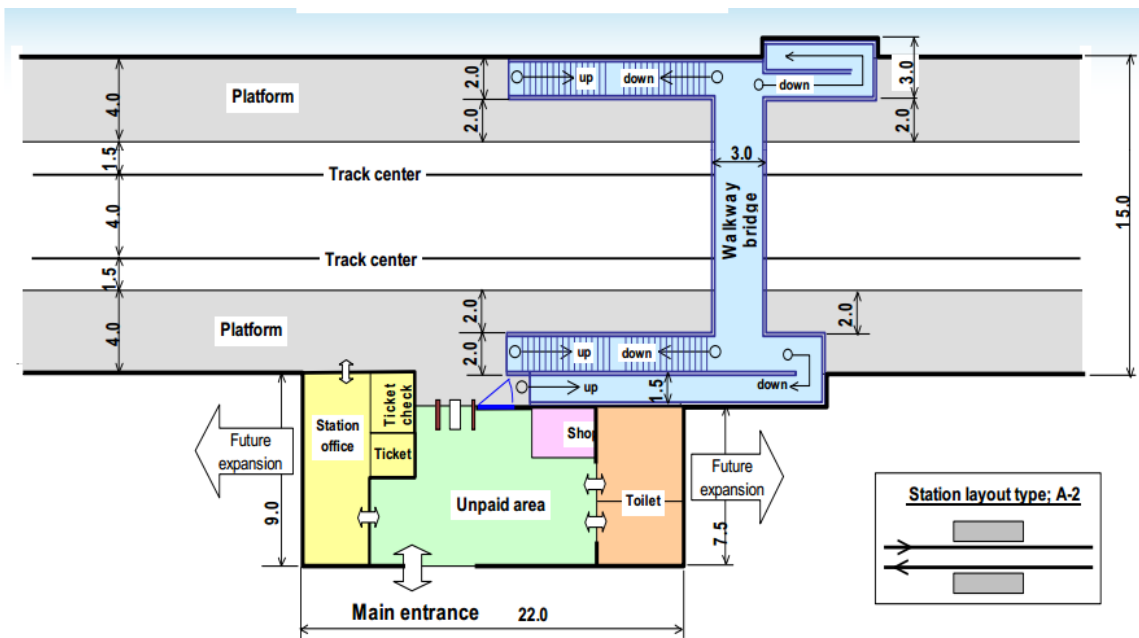 2.0
up
down
down
3.0
4.0
Platform
2.0
2.0
1.5
Track center
3.0
4.0
Walkway
bridge
15.0
Track center
1.5
4.0
Platform
2.0
2.0
2.0
up
down
up
1.5
down
Station
office
Ticket
check
Ticket
Shop
Future
expansion
9.0
Unpaid area
Toilet
7.5
Future
expansion
Main entrance
22.0
Station layout type; A-2